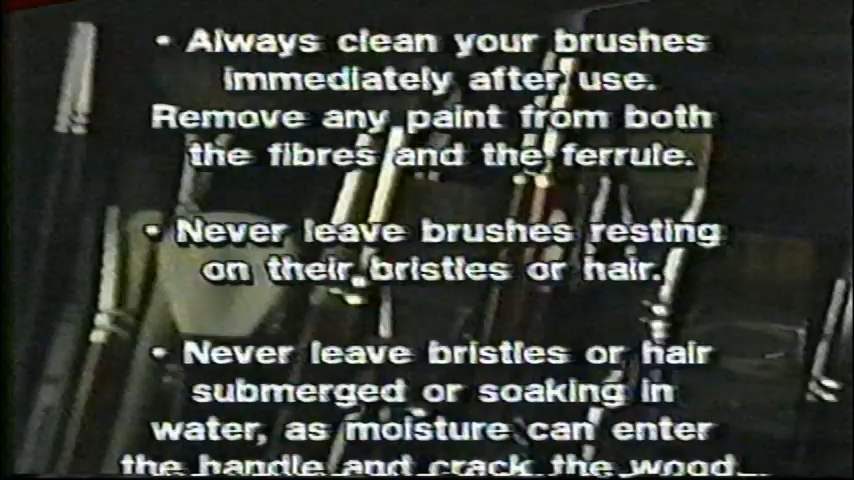 • Always clean your brushes
immediately after use.
Remove any paint from both
the fibres and the ferrule.
• Never leave brushes resting
on their bristles or hair.
• Never leave bristles or hair
submerged or soaking in
water, as moisture can enter
the handle and crack the wood.